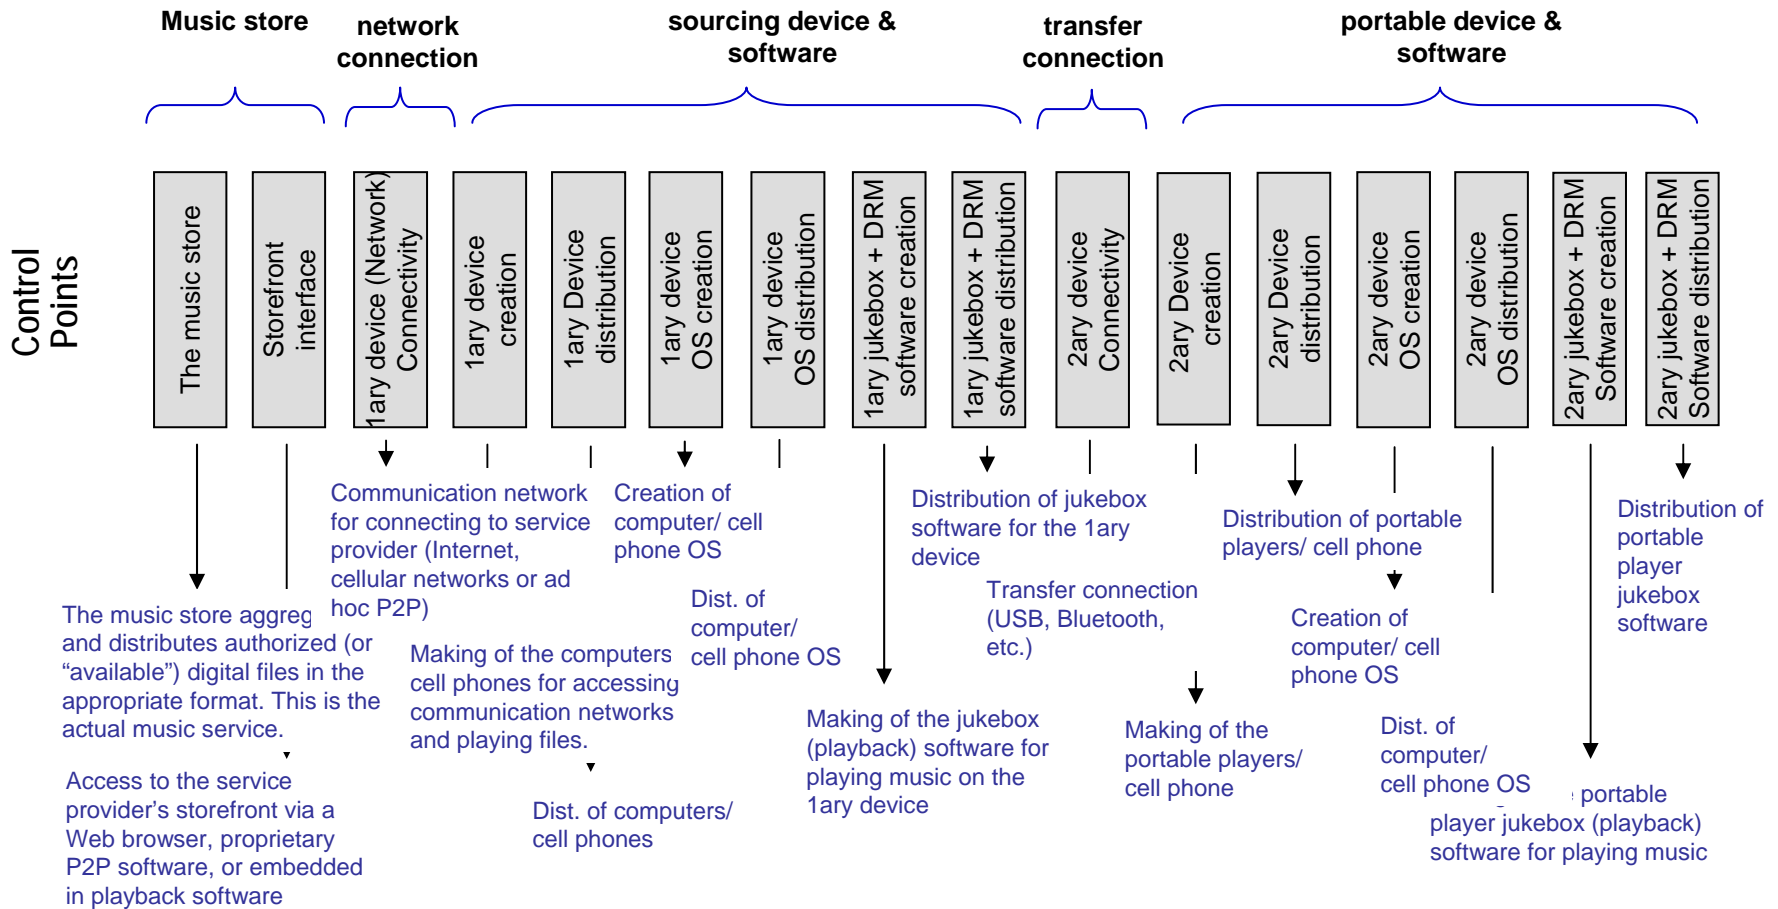 Music store
network
connection
sourcing device &
software
transfer
connection
portable device &
software
Control
Points
The music store
Storefront
interface
1ary device (Network)
Connectivity
1ary device
creation
1ary Device
distribution
1ary device
OS creation
1ary device
OS distribution
1ary jukebox + DRM
software creation
1ary jukebox + DRM
software distribution
2ary device
Connectivity
2ary Device
creation
2ary Device
distribution
2ary device
OS creation
2ary device
OS distribution
2ary jukebox + DRM
Software creation
2ary jukebox + DRM
Software distribution
The music store aggreg
and distributes authorized (or
“available”) digital files in the
appropriate format. This is the
actual music service.
Access to the service
provider’s storefront via a
Web browser, proprietary
P2P software, or embedded
in playback software
Communication network
for connecting to service
provider (Internet,
cellular networks or ad
hoc P2P)
Making of the computers
cell phones for accessing
communication networks
and playing files.
Dist. of computers/
cell phones
Creation of
computer/ cell
phone OS
Dist. of
computer/
cell phone OS
Making of the jukebox
(playback) software for
playing music on the
1ary device
Distribution of jukebox
software for the 1ary
device
Transfer connection
(USB, Bluetooth,
etc.)
Making of the
portable players/
cell phone
Distribution of portable
players/ cell phone
Creation of
computer/ cell
phone OS
Dist. of
computer/
cell phone OS
portable
player jukebox (playback)
software for playing music
Distribution of
portable
player
jukebox
software